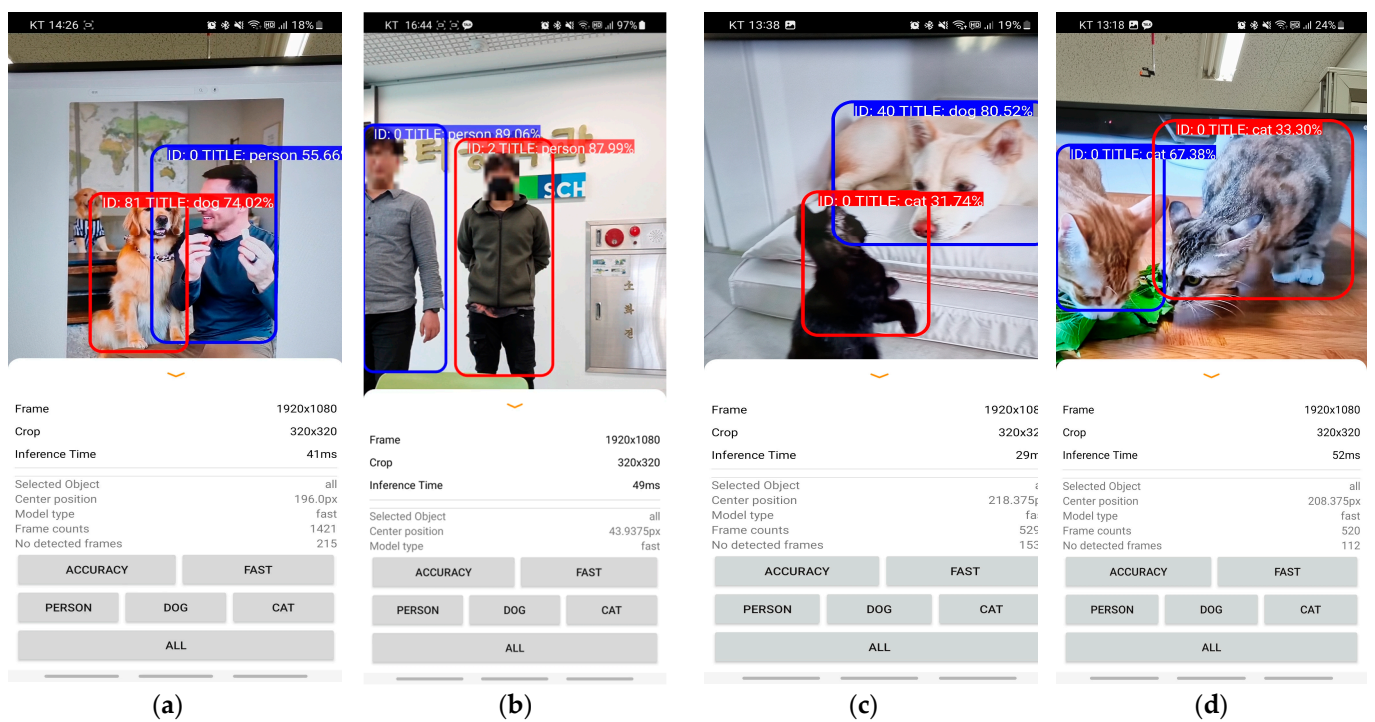 KT 14:26 18%
ID: 0 TITLE: person 55.66
ID: 81 TITLE: dog 74.02%
Frame 1920x1080
Crop 320x320
Inference Time 41ms
Selected Object all
Center position 196.0px
Model type fast
Frame counts 1421
No detected frames 215
ACCURACY FAST
PERSON DOG CAT
ALL
(a)
KT 16:44 HD 97%
ID: 0 TITLE: person 89.06%
ID: 2 TITLE: person 87.99%
SCH
Frame 1920x1080
Crop 320x320
Inference Time 49ms
Selected Object all
Center position 43.9375px
Model type fast
ACCURACY FAST
PERSON DOG CAT
ALL
(b)
KT 13:38 HD 19%
ID: 40 TITLE: dog 80.52%
ID: 0 TITLE: cat 31.74%
Frame 1920x108
Crop 320x32
Inference Time 29m
Selected Object a
Center position 218.375p
Model type fa
Frame counts 529
No detected frames 153
ACCURACY FAST
PERSON DOG CAT
ALL
(c)
KT 13:18 HD 24%
ID: 0 TITLE: cat 33.30%
ID: 0 TITLE: cat 67.38%
Frame 1920x1080
Crop 320x320
Inference Time 52ms
Selected Object all
Center position 208.375px
Model type fast
Frame counts 520
No detected frames 112
ACCURACY FAST
PERSON DOG CAT
ALL
(d)